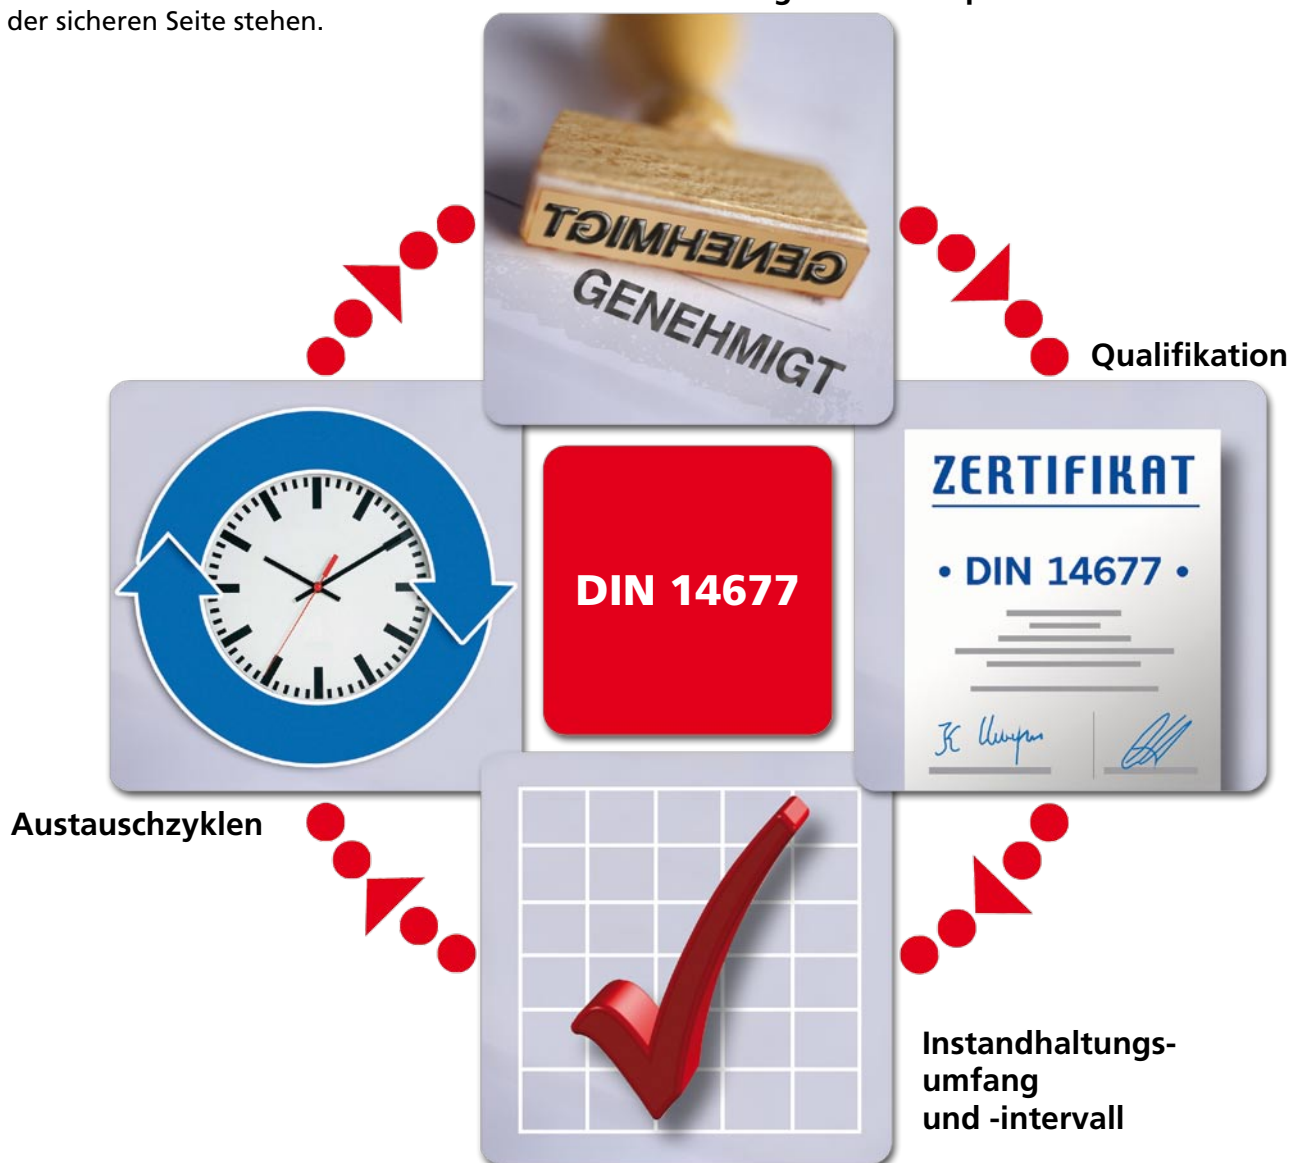 der sicheren Seite stehen.
GENEHMIGT
GENEHMIGT
Qualifikation
ZERTIFIKAT
• DIN 14677 •
DIN 14677
Austauschzyklen
Instandhaltungs-
umfang
und -intervall